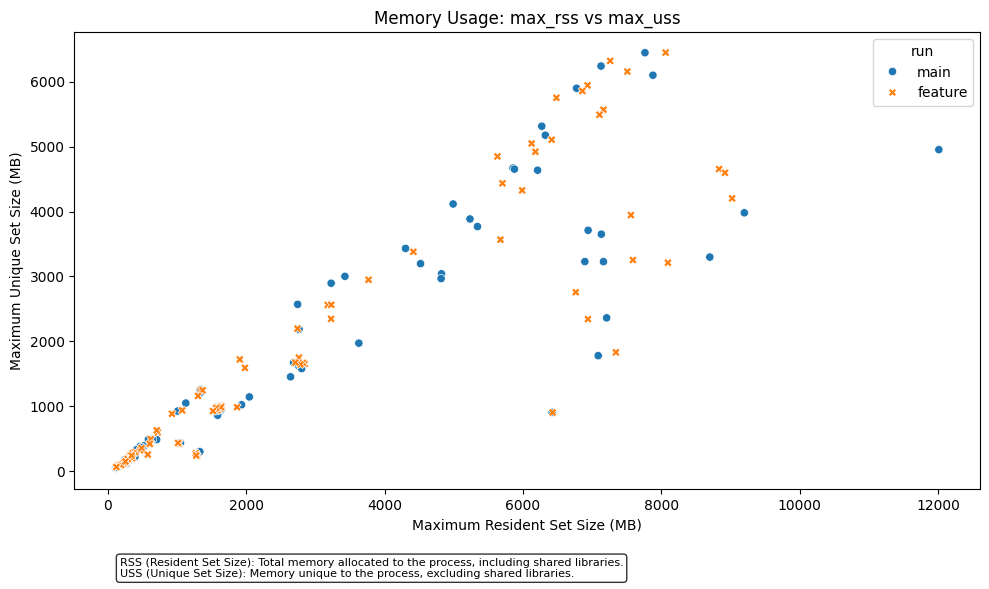 Memory Usage: max_rss vs max_uss
run
main
feature
6000
5000
4000
3000
2000
1000
0
Maximum Unique Set Size (MB)
0 2000 4000 6000 8000 10000 12000
Maximum Resident Set Size (MB)
RSS (Resident Set Size): Total memory allocated to the process, including shared libraries.
USS (Unique Set Size): Memory unique to the process, excluding shared libraries.